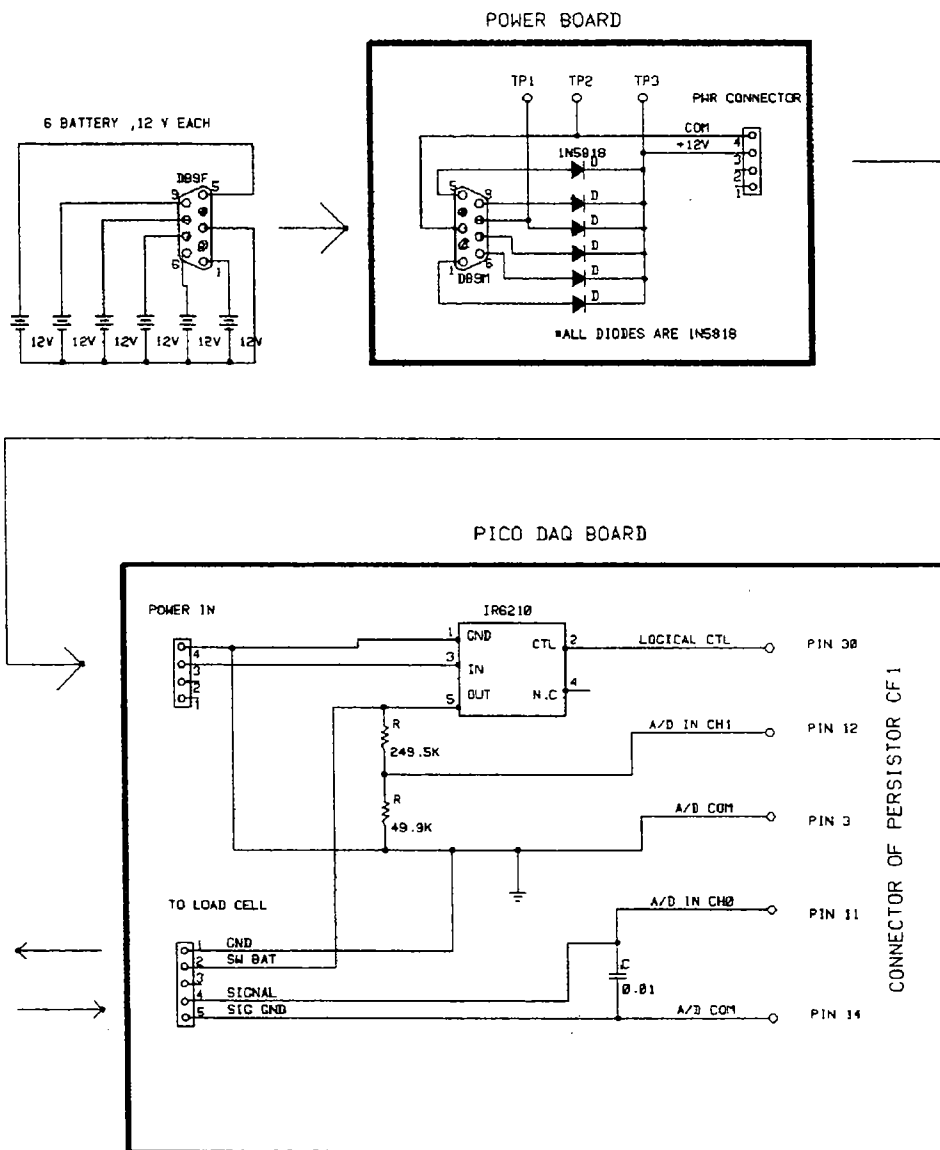 POWER BOARD
6 BATTERY ,12 V EACH
DB9F
9
5
6
1
12V
12V
12V
12V
12V
12V
TP1
TP2
TP3
PWR CONNECTOR
COM
+12V
4
3
2
1
1N5818
D
D
D
D
D
D
5
9
1
6
DB9M
*ALL DIODES ARE 1N5818
PICO DAQ BOARD
POWER IN
4
3
2
1
IR6210
1
GND
3
IN
5
OUT
CTL
2
N.C
4
LOGICAL CTL
PIN 30
R
249.5K
A/D IN CH1
PIN 12
R
49.9K
A/D COM
PIN 3
TO LOAD CELL
1
GND
2
SW BAT
3
4
SIGNAL
5
SIG GND
A/D IN CH0
PIN 11
C
0.01
A/D COM
PIN 14
CONNECTOR OF PERSISTOR CF1